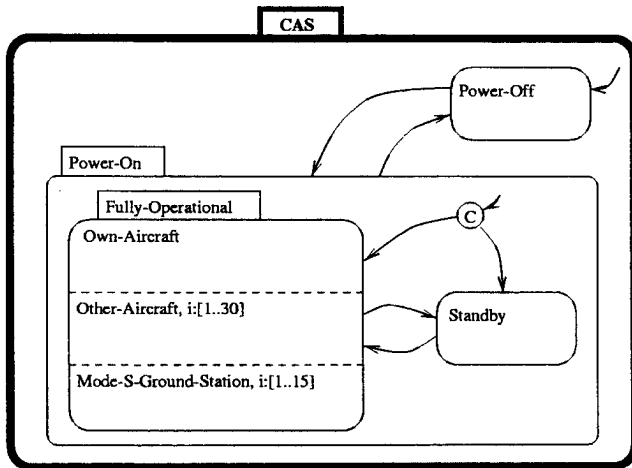 CAS
Power-Off
Power-On
Fully-Operational
Own-Aircraft
C
Other-Aircraft, i:[1..30]
Standby
Mode-S-Ground-Station, i:[1..15]